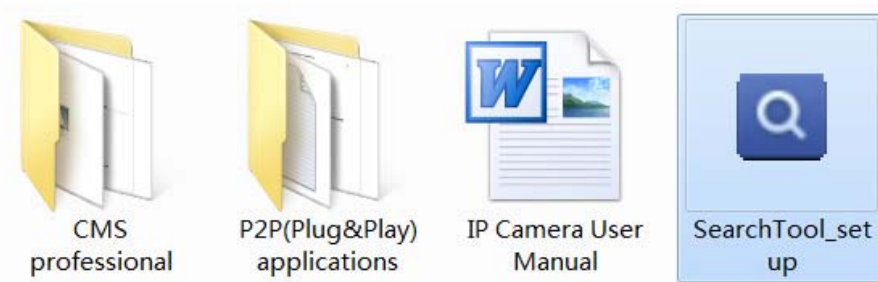 CMS
professional
P2P(Plug&Play)
applications
IP Camera User
Manual
SearchTool_set
up